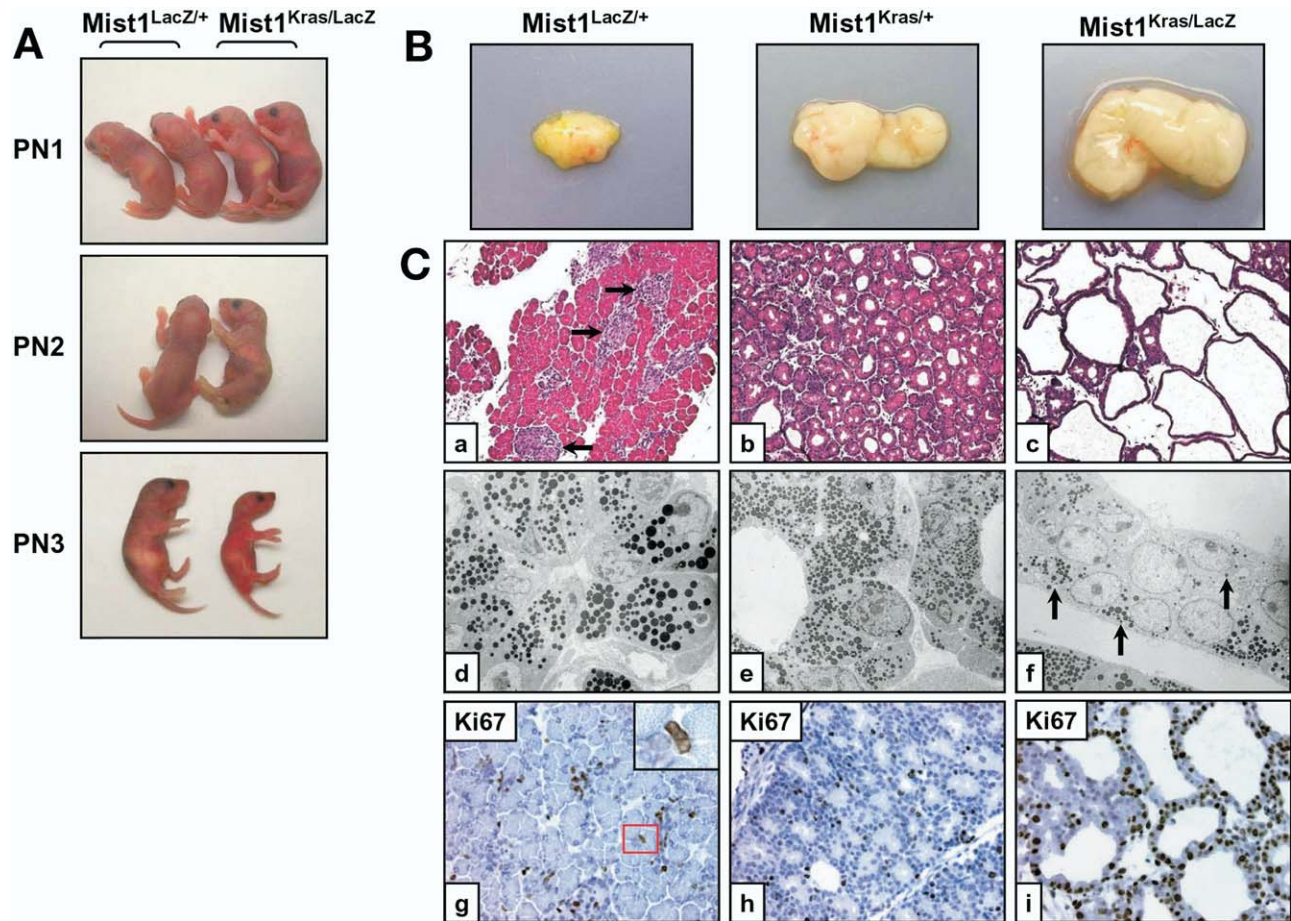 A
Mist1LacZ/+ Mist1Kras/LacZ
PN1
PN2
PN3
B
Mist1LacZ/+ Mist1Kras/+ Mist1Kras/LacZ
C
a b c
d e f
Ki67 Ki67 Ki67
g h i